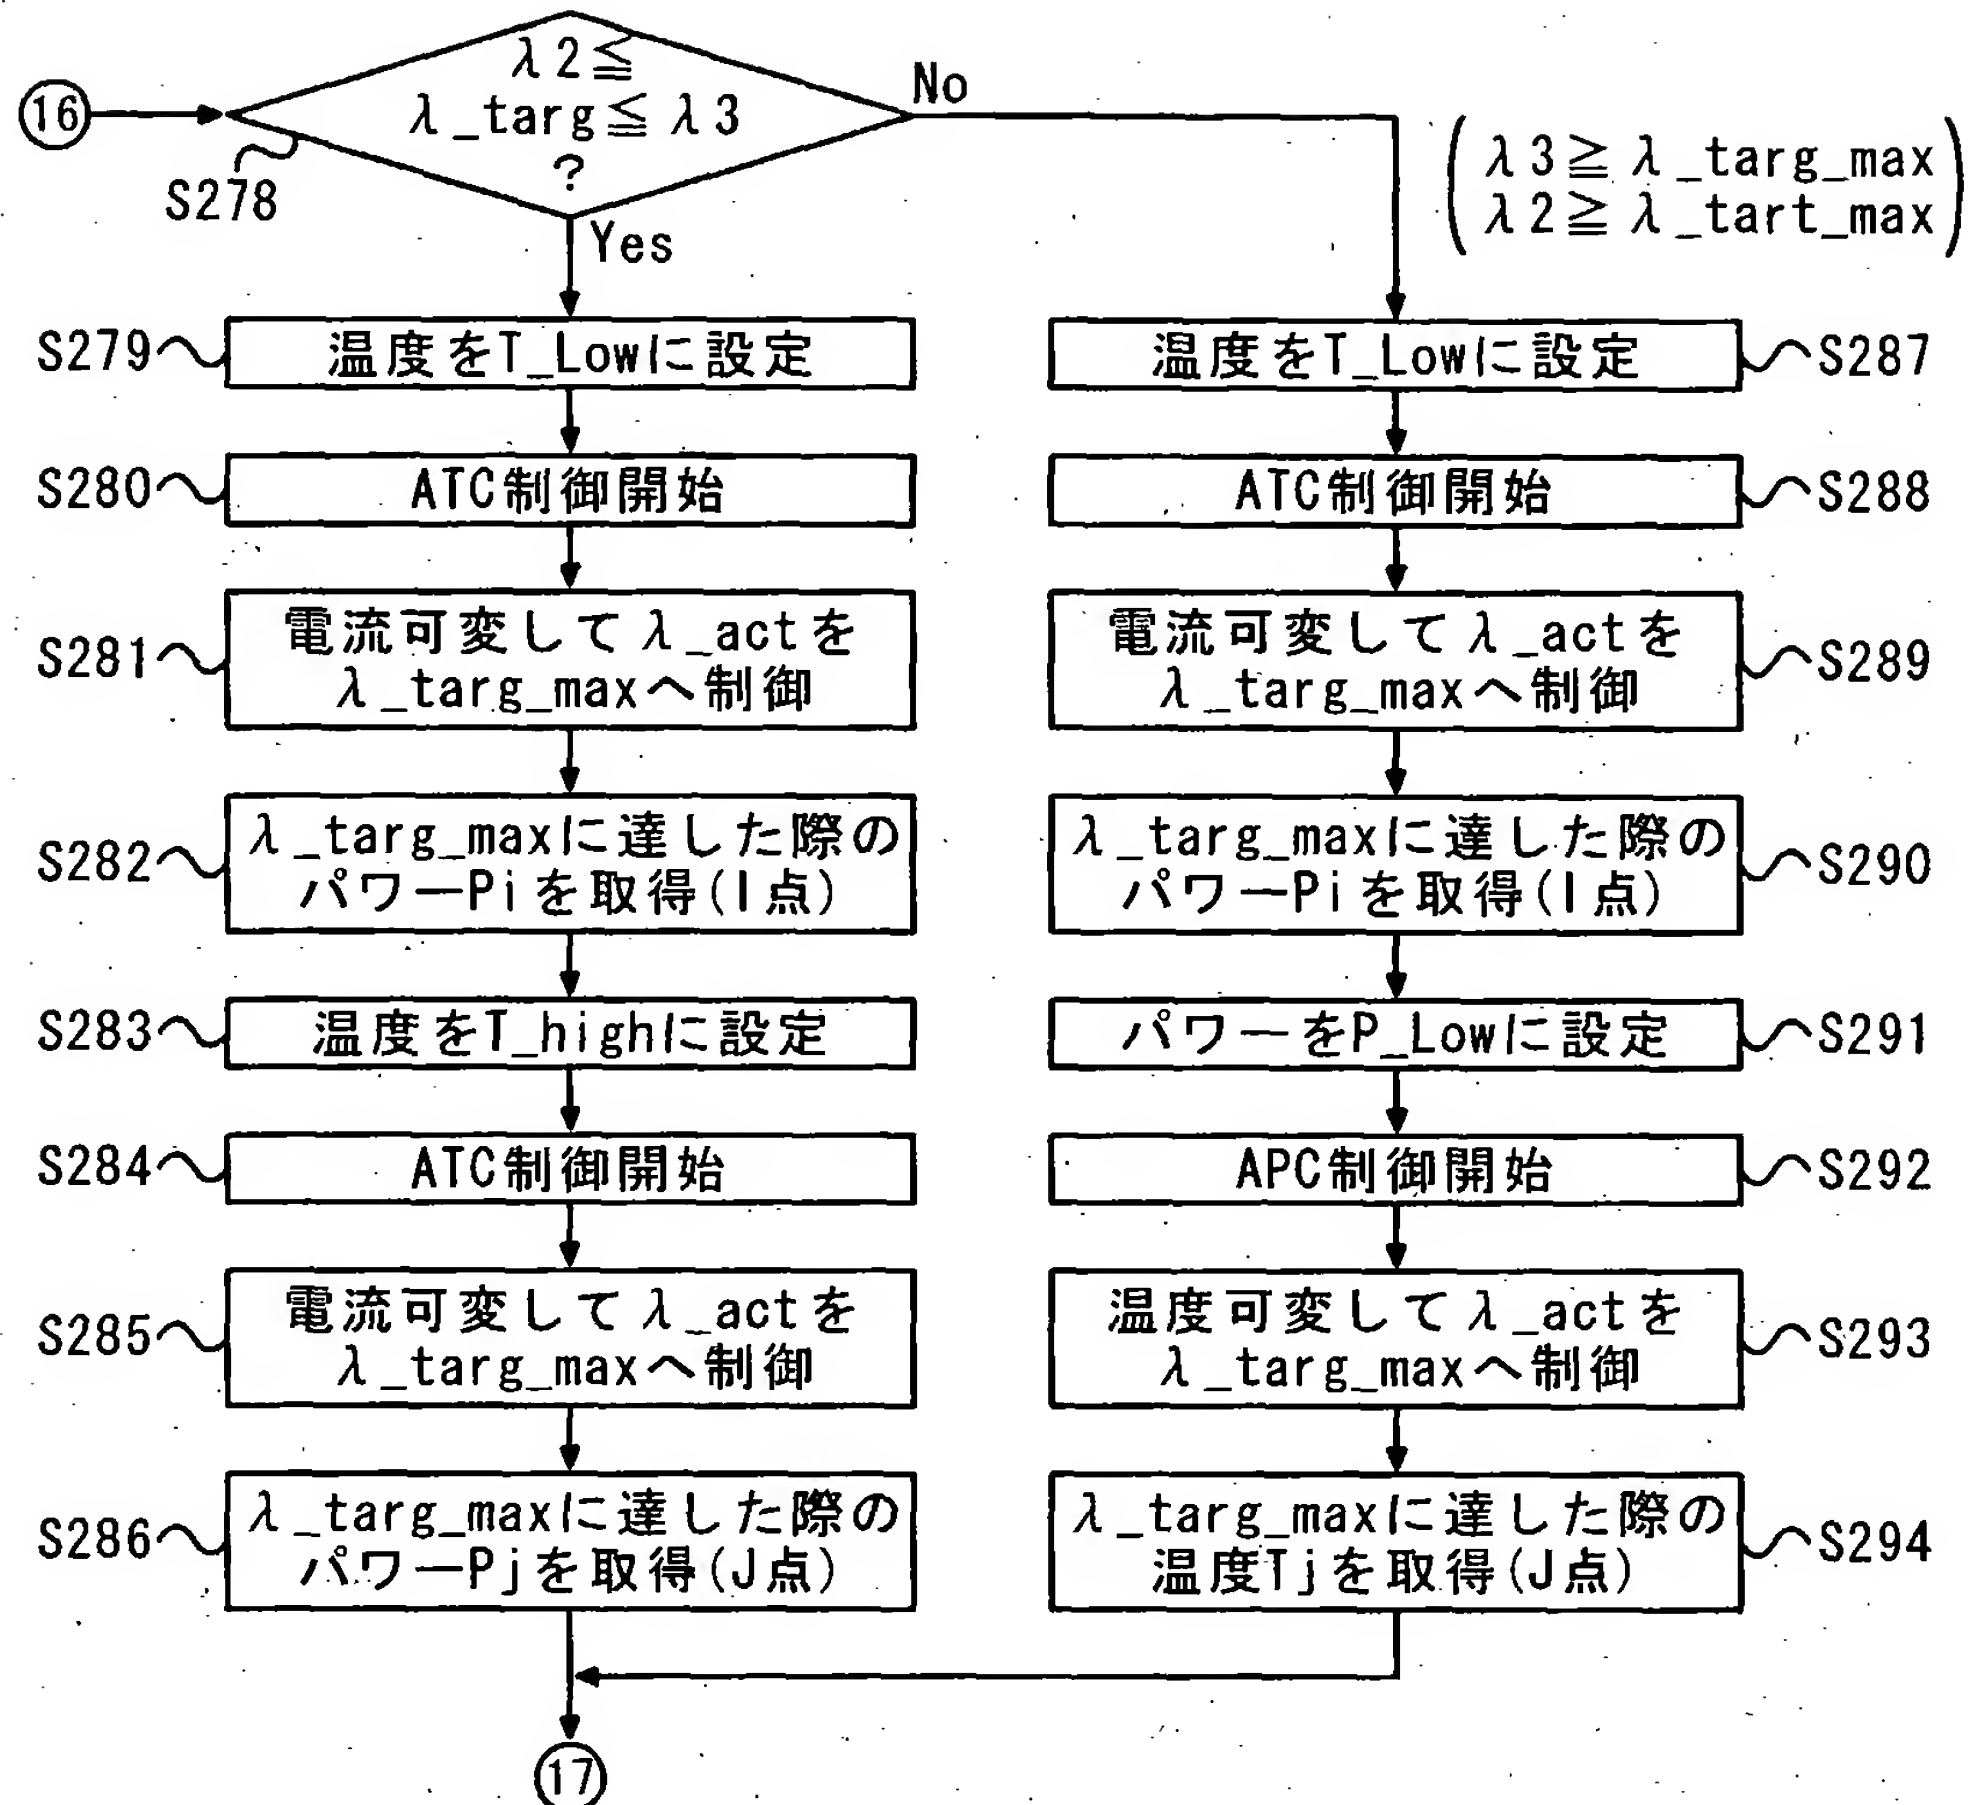 16
λ2≦
λ_targ≦λ3
?
S278
No
Yes
(λ3≧λ_targ_max
λ2≧λ_tart_max)
S279
温度をT_Lowに設定
S280
ATC制御開始
S281
電流可変してλ_actを
λ_targ_maxへ制御
S282
λ_targ_maxに達した際の
パワーPiを取得(I点)
S283
温度をT_highに設定
S284
ATC制御開始
S285
電流可変してλ_actを
λ_targ_maxへ制御
S286
λ_targ_maxに達した際の
パワーPjを取得(J点)
温度をT_Lowに設定
S287
ATC制御開始
S288
電流可変してλ_actを
λ_targ_maxへ制御
S289
λ_targ_maxに達した際の
パワーPiを取得(I点)
S290
パワーをP_Lowに設定
S291
APC制御開始
S292
温度可変してλ_actを
λ_targ_maxへ制御
S293
λ_targ_maxに達した際の
温度Tjを取得(J点)
S294
17